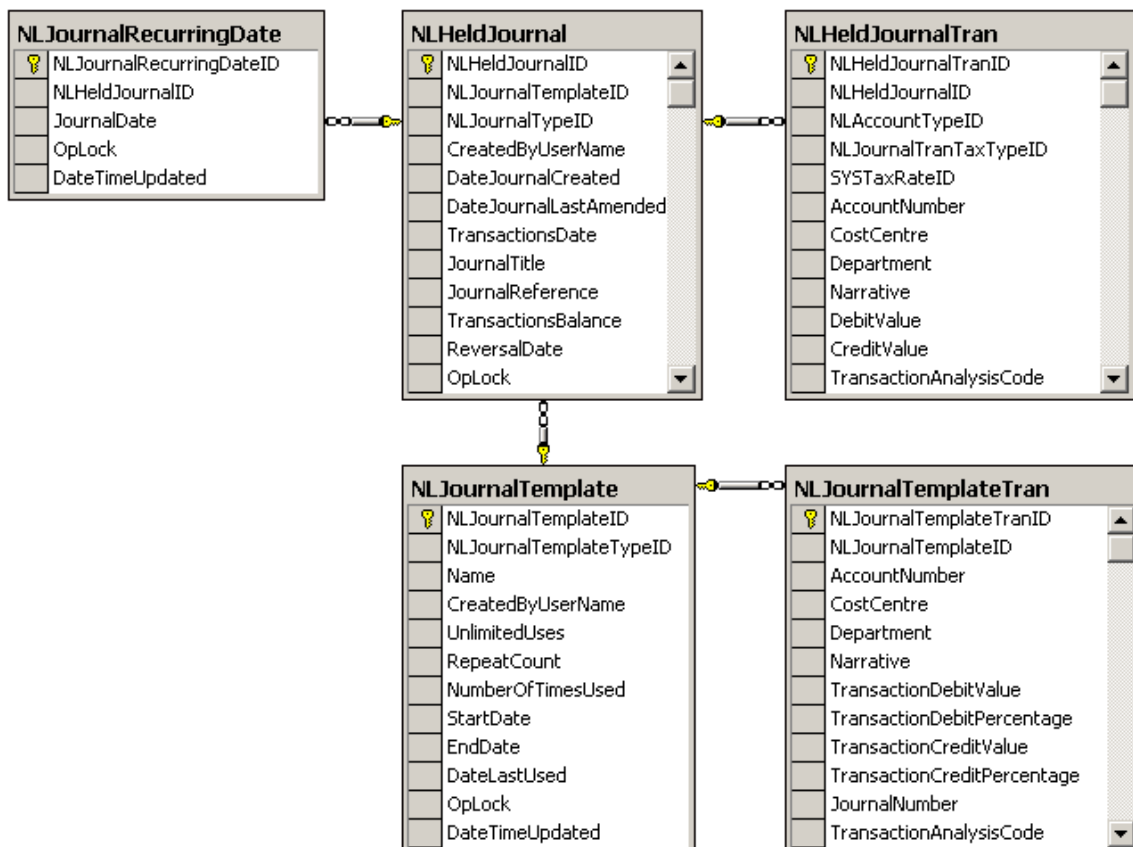 NLJournalRecurringDate
NLJournalRecurringDateID
NLHeldJournalID
JournalDate
OpLock
DateTimeUpdated
NLHeldJournal
NLHeldJournalID
NLJournalTemplateID
NLJournalTypeID
CreatedByUserName
DateJournalCreated
DateJournalLastAmended
TransactionsDate
JournalTitle
JournalReference
TransactionsBalance
ReversalDate
OpLock
NLHeldJournalTran
NLHeldJournalTranID
NLHeldJournalID
NLAccountTypeID
NLJournalTranTaxTypeID
SYSTaxRateID
AccountNumber
CostCentre
Department
Narrative
DebitValue
CreditValue
TransactionAnalysisCode
NLJournalTemplate
NLJournalTemplateID
NLJournalTemplateTypeID
Name
CreatedByUserName
UnlimitedUses
RepeatCount
NumberOfTimesUsed
StartDate
EndDate
DateLastUsed
OpLock
DateTimeUpdated
NLJournalTemplateTran
NLJournalTemplateTranID
NLJournalTemplateID
AccountNumber
CostCentre
Department
Narrative
TransactionDebitValue
TransactionDebitPercentage
TransactionCreditValue
TransactionCreditPercentage
JournalNumber
TransactionAnalysisCode